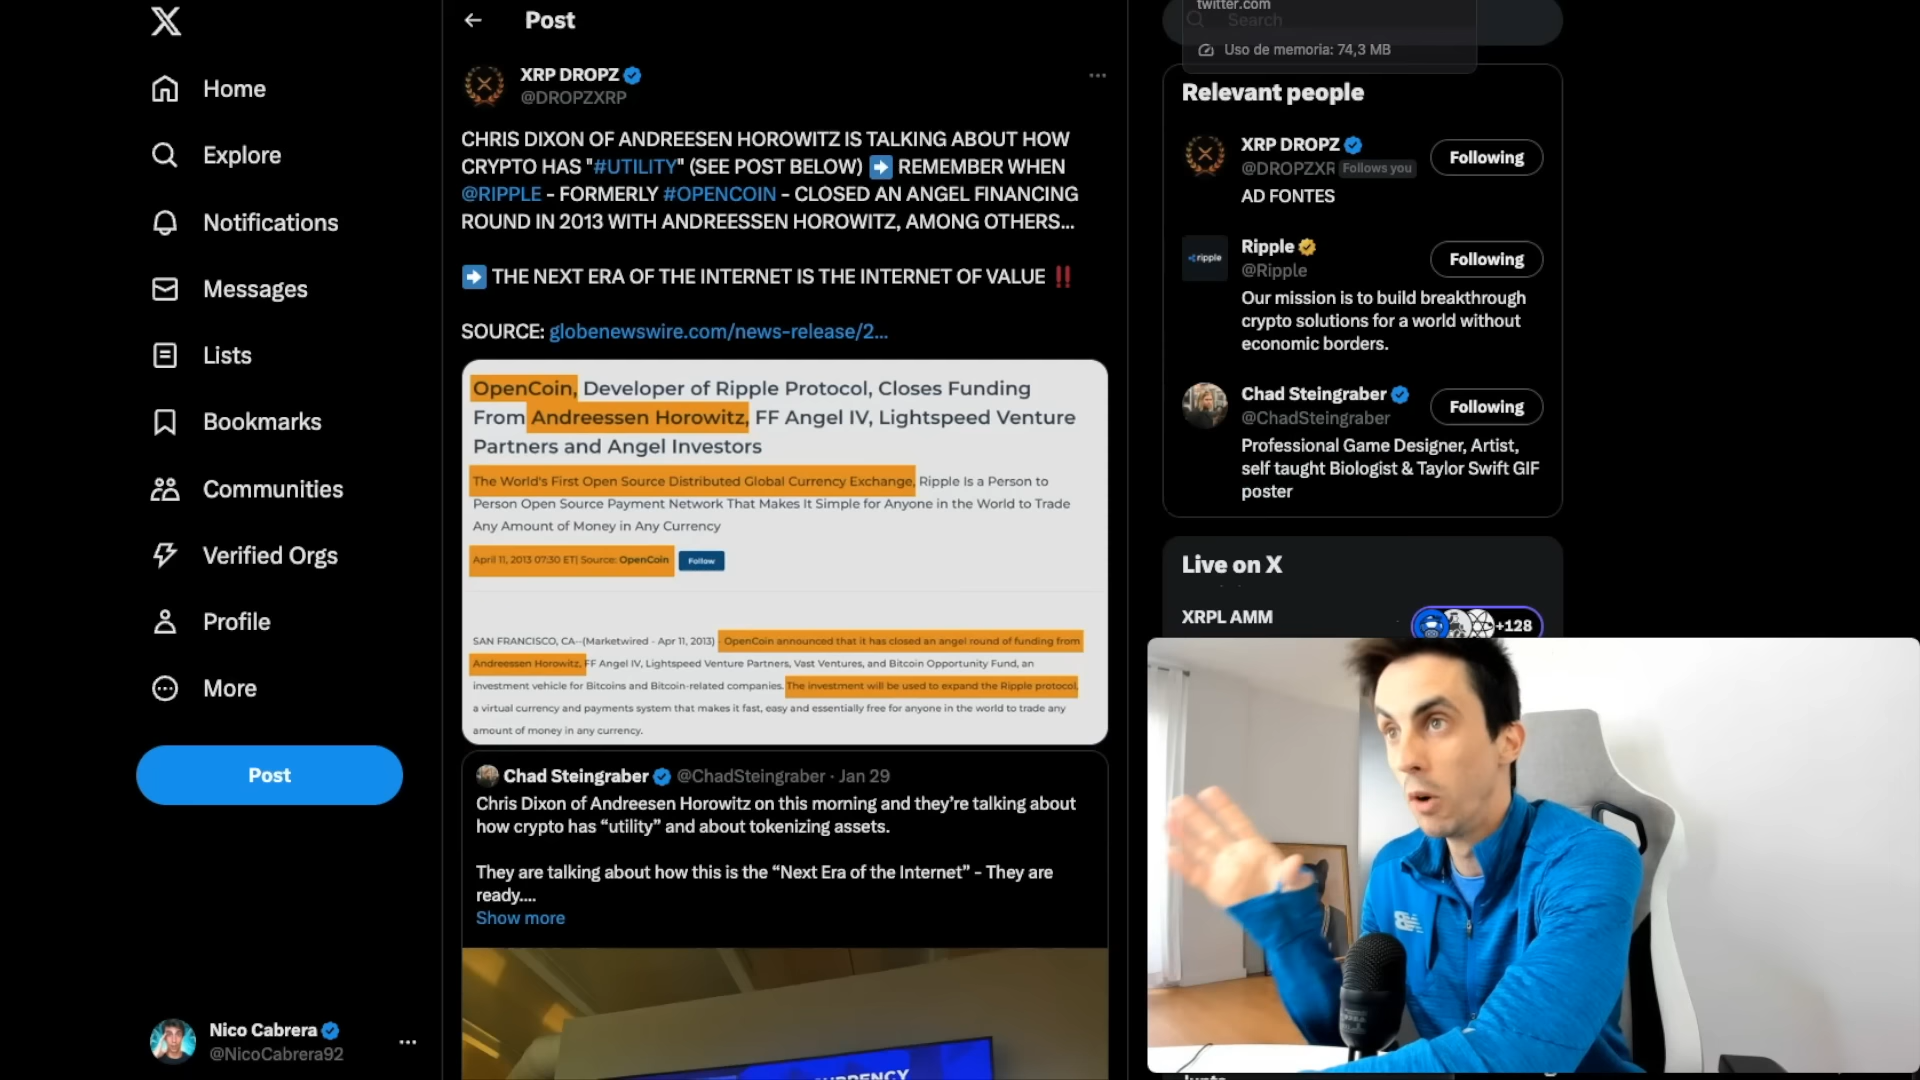 Home
Explore
Notifications
Messages
Lists
Bookmarks
Communities
Verified Orgs
Profile
More
Post
Nico Cabrera
@NicoCabrera92
Post
XRP DROPZ
@DROPZXRP
CHRIS DIXON OF ANDREESEN HOROWITZ IS TALKING ABOUT HOW
CRYPTO HAS "#UTILITY" (SEE POST BELOW) ➡️ REMEMBER WHEN
@RIPPLE - FORMERLY #OPENCOIN - CLOSED AN ANGEL FINANCING
ROUND IN 2013 WITH ANDREESSEN HOROWITZ, AMONG OTHERS...
➡️ THE NEXT ERA OF THE INTERNET IS THE INTERNET OF VALUE ‼️
SOURCE: globenewswire.com/news-release/2...
OpenCoin, Developer of Ripple Protocol, Closes Funding
From Andreessen Horowitz, FF Angel IV, Lightspeed Venture
Partners and Angel Investors
The World's First Open Source Distributed Global Currency Exchange, Ripple Is a Person to
Person Open Source Payment Network That Makes It Simple for Anyone in the World to Trade
Any Amount of Money in Any Currency
April 11, 2013 07:30 ET| Source: OpenCoin
Follow
SAN FRANCISCO, CA--(Marketwired - Apr 11, 2013) OpenCoin announced that it has closed an angel round of funding from
Andreessen Horowitz, FF Angel IV, Lightspeed Venture Partners, Vast Ventures, and Bitcoin Opportunity Fund, an
investment vehicle for Bitcoins and Bitcoin-related companies. The investment will be used to expand the Ripple protocol,
a virtual currency and payments system that makes it fast, easy and essentially free for anyone in the world to trade any
amount of money in any currency.
Chad Steingraber @ChadSteingraber · Jan 29
Chris Dixon of Andreesen Horowitz on this morning and they're talking about
how crypto has “utility” and about tokenizing assets.
They are talking about how this is the “Next Era of the Internet” - They are
ready....
Show more
twitter.com
Search
Uso de memoria: 74,3 MB
Relevant people
XRP DROPZ
@DROPZXR Follows you
Following
AD FONTES
ripple
Ripple
@Ripple
Following
Our mission is to build breakthrough
crypto solutions for a world without
economic borders.
Chad Steingraber
@ChadSteingraber
Following
Professional Game Designer, Artist,
self taught Biologist & Taylor Swift GIF
poster
Live on X
XRPL AMM
+128